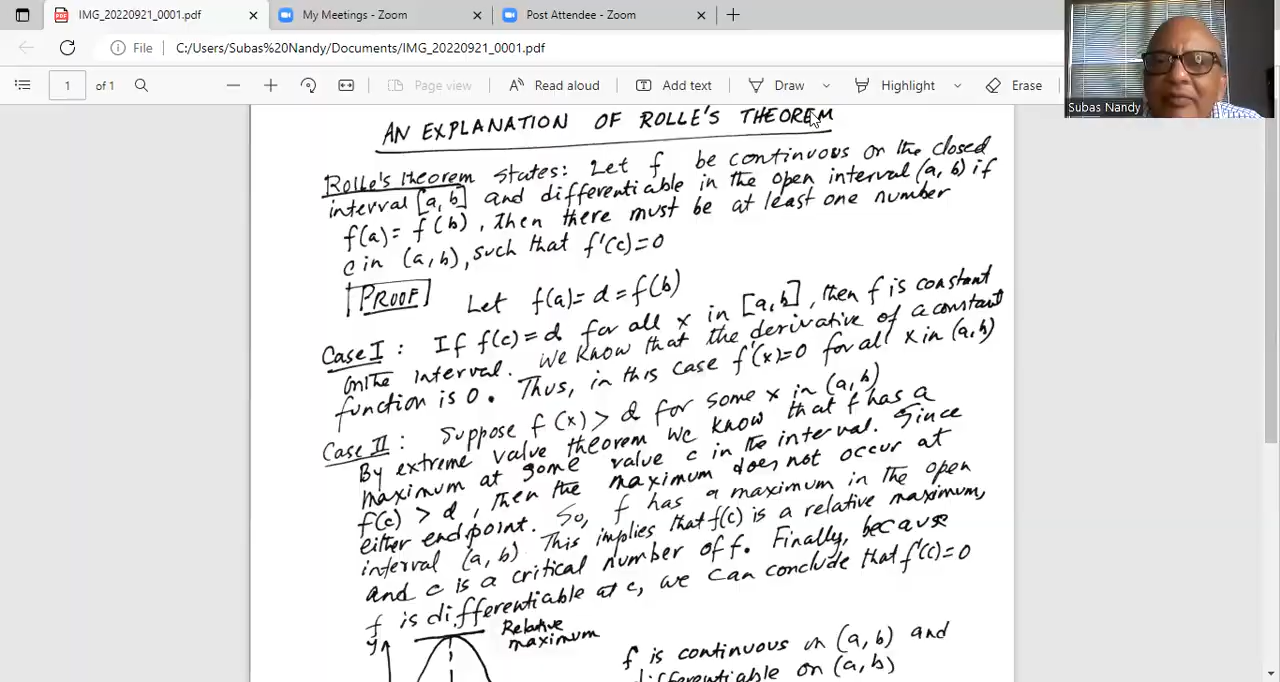 IMG_20220921_0001.pdf
My Meetings - Zoom
Post Attendee - Zoom
File
C:/Users/Subas%20Nandy/Documents/IMG_20220921_0001.pdf
1 of 1
Page view
Read aloud
Add text
Draw
Highlight
Erase
Subas Nandy
AN EXPLANATION OF ROLLE'S THEOREM
Rolle's theorem states: Let f be continuous on the closed
interval [a, b] and differentiable in the open interval (a, b) if
f(a) = f(b), then there must be at least one number
c in (a, b), such that f'(c)=0
PROOF
Let f(a) = d = f(b)
Case I : If f(c) = d for all x in [a, b], then f is constant
on the interval. We know that the derivative of a constant
function is 0. Thus, in this case f'(x)=0 for all x in (a, b)
Case II : Suppose f(x) > d for some x in (a, b)
By extreme value theorem we know that f has a
maximum at some value c in the interval. Since
f(c) > d, then the maximum does not occur at
either endpoint. So, f has a maximum in the open
interval (a, b). This implies that f(c) is a relative maximum,
and c is a critical number of f. Finally, because
f is differentiable at c, we can conclude that f'(c)=0
Relative
maximum
y
f is continuous on (a, b) and
differentiable on (a, b)